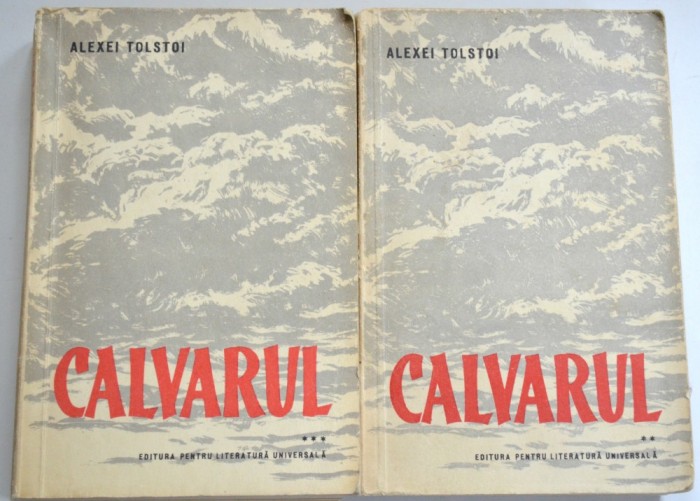 ALEXEI TOLSTOI
CALVARUL
***
EDITURA PENTRU LITERATURĂ UNIVERSALĂ
ALEXEI TOLSTOI
CALVARUL
**
EDITURA PENTRU LITERATURĂ UNIVERSALĂ